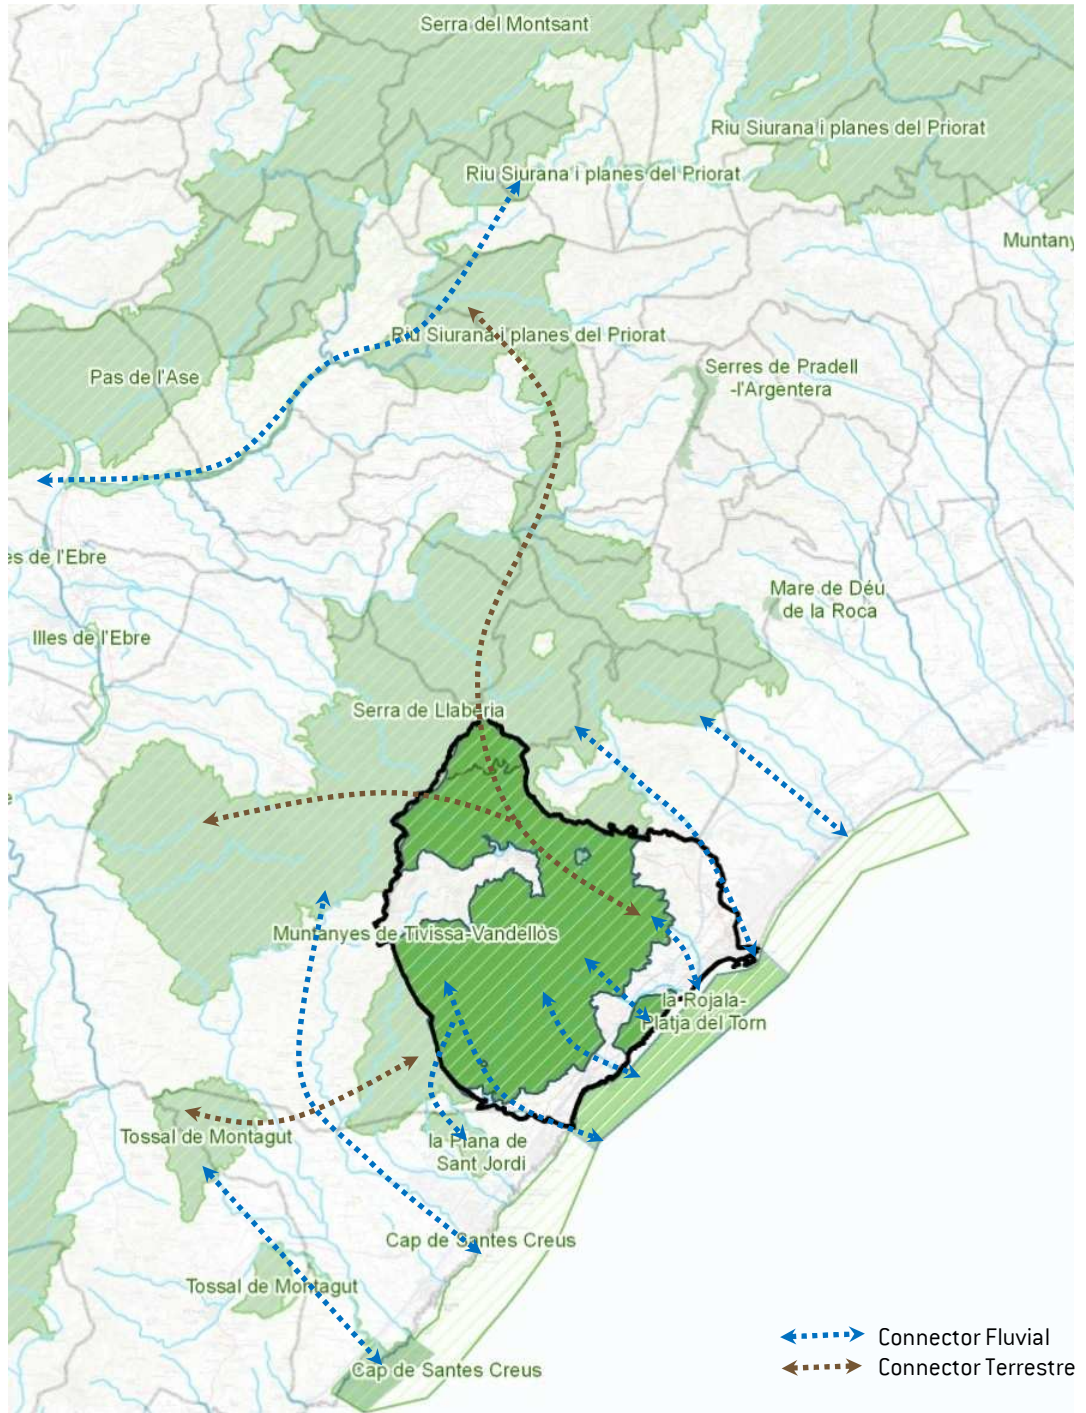 Serra del Montsant
Riu Siurana i planes del Priorat
Riu Siurana i planes del Priorat
Muntany
Riu Siurana i planes del Priorat
Pas de l'Ase
Serres de Pradell
-l'Argentera
es de l'Ebre
Mare de Déu
de la Roca
Illes de l'Ebre
Serra de Llaberia
Muntanyes de Tivissa-Vandellòs
la Rojala-
Platja del Torn
Tossal de Montagut
la Plana de
Sant Jordi
Cap de Santes Creus
Tossal de Montagut
Cap de Santes Creus
Connector Fluvial
Connector Terrestre